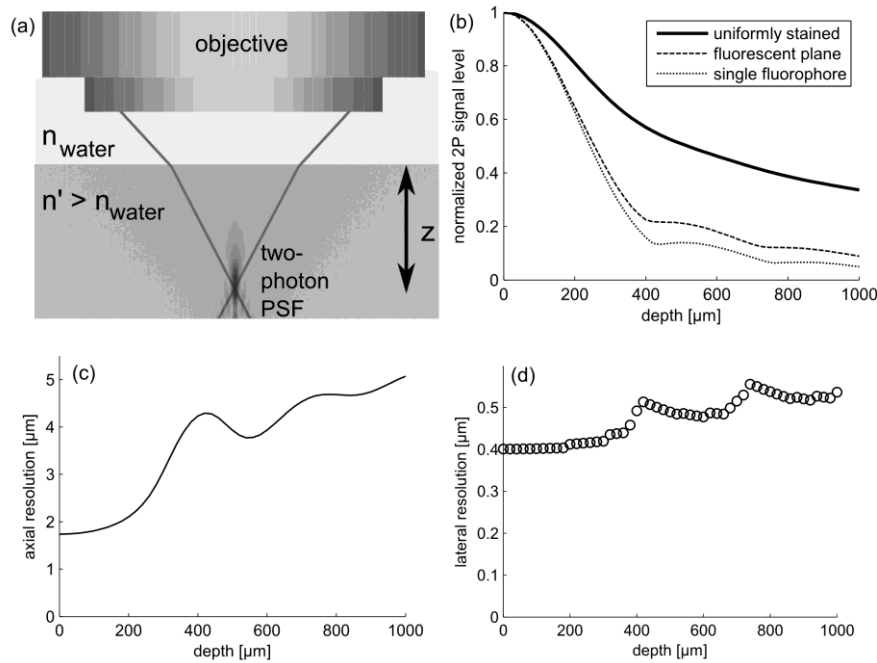 (a)
objective
n_water
n' > n_water
z
two-
photon
PSF
(b)
uniformly stained
fluorescent plane
single fluorophore
normalized 2P signal level
1
0.8
0.6
0.4
0.2
0
0 200 400 600 800 1000
depth [µm]
(c)
axial resolution [µm]
5
4
3
2
1
0 200 400 600 800 1000
depth [µm]
(d)
lateral resolution [µm]
0.5
0.4
0.3
0.2
0.1
0
0 200 400 600 800 1000
depth [µm]